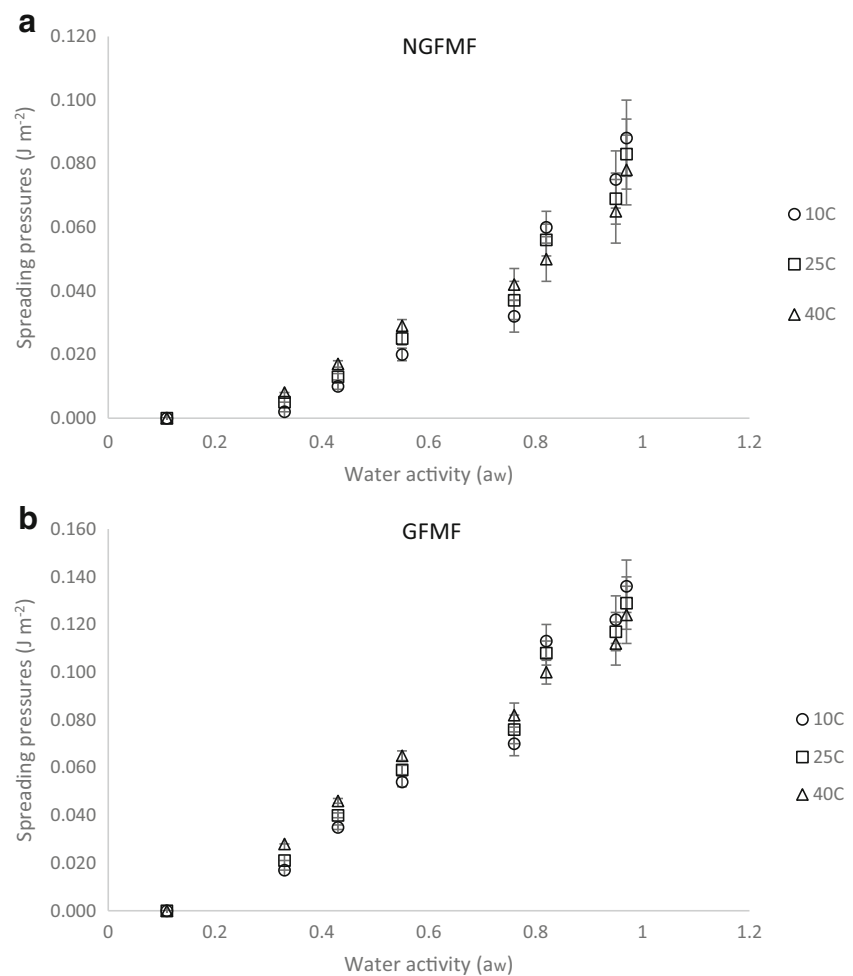 a
NGFMF
0.120
0.100
0.080
0.060
0.040
0.020
0.000
Spreading pressures (J m-2)
0 0.2 0.4 0.6 0.8 1 1.2
Water activity (aw)
10C
25C
40C
b
GFMF
0.160
0.140
0.120
0.100
0.080
0.060
0.040
0.020
0.000
Spreading pressures (J m-2)
0 0.2 0.4 0.6 0.8 1 1.2
Water activity (aw)
10C
25C
40C